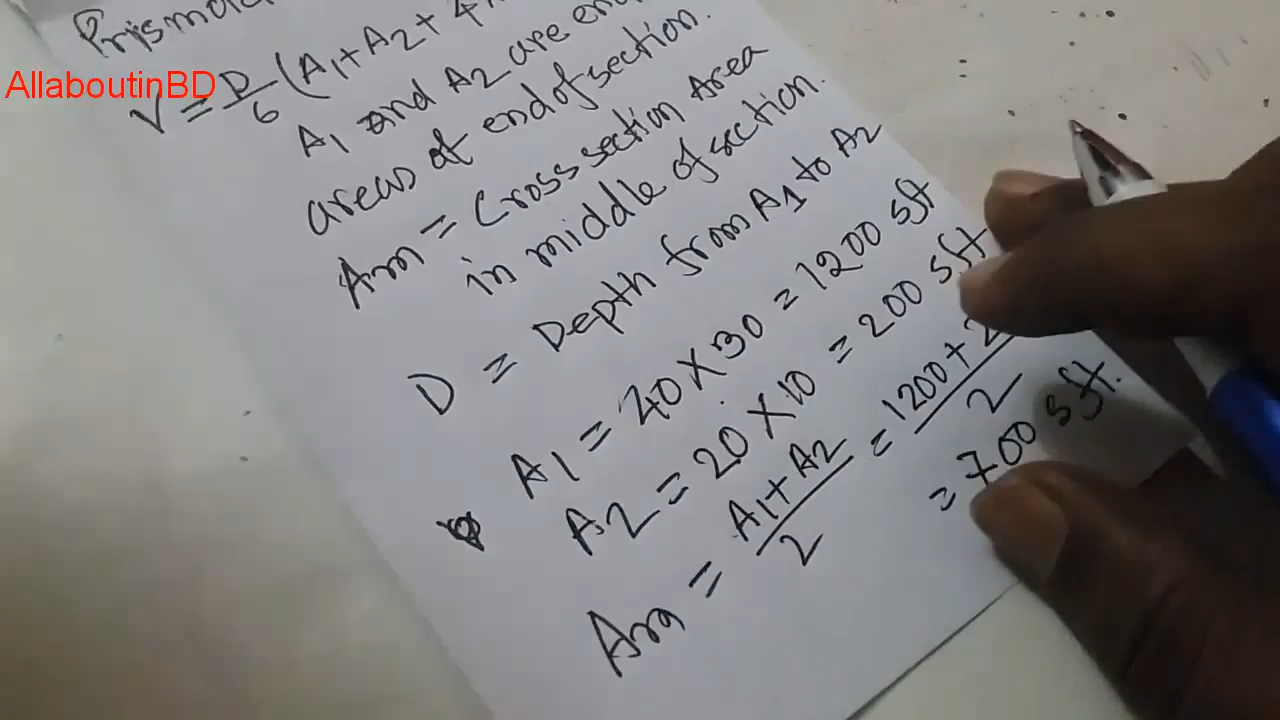 Prismoi
AllaboutinBD
V = D/6 (A1 + A2 + 4
A1 and A2 are en
areas of end of section.
Am = Cross section Area
in middle of section.
D = Depth from A1 to A2
A1 = 40 × 30 = 1200 sft
A2 = 20 × 10 = 200 sft
Am = A1 + A2 / 2 = 1200 + 2 / 2
= 700 sft.